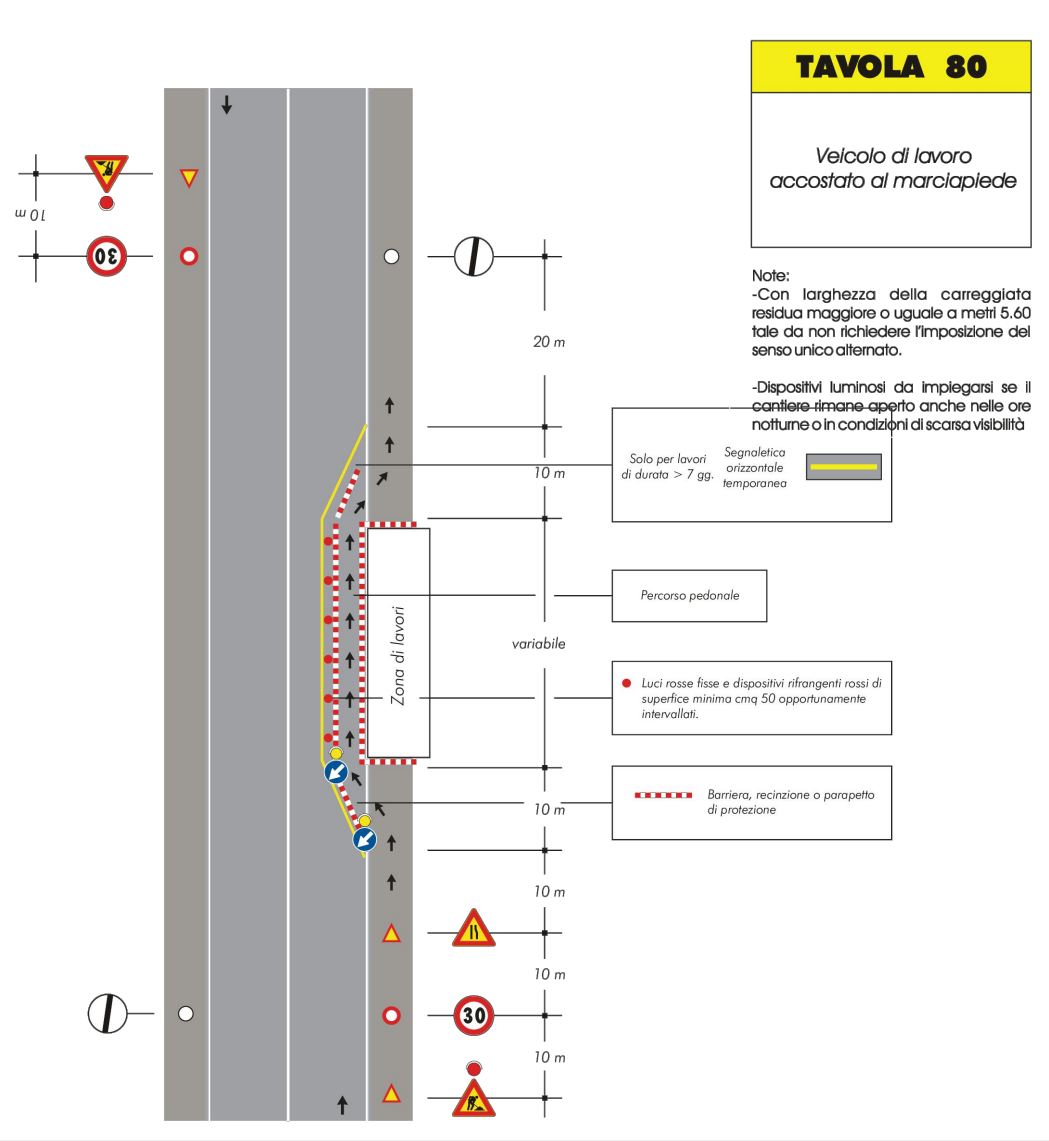 TAVOLA 80
Veicolo di lavoro
accostato al marciapiede
Note:
-Con larghezza della carreggiata
residua maggiore o uguale a metri 5.60
tale da non richiedere l'imposizione del
senso unico alternato.
-Dispositivi luminosi da impiegarsi se il
cantiere rimane aperto anche nelle ore
notturne o in condizioni di scarsa visibilità
10 m
30
20 m
10 m
Solo per lavori
di durata > 7 gg.
Segnaletica
orizzontale
temporanea
Percorso pedonale
variabile
Zona di lavori
Luci rosse fisse e dispositivi rifrangenti rossi di
superfice minima cmq 50 opportunamente
intervallati.
Barriera, recinzione o parapetto
di protezione
10 m
10 m
10 m
30
10 m